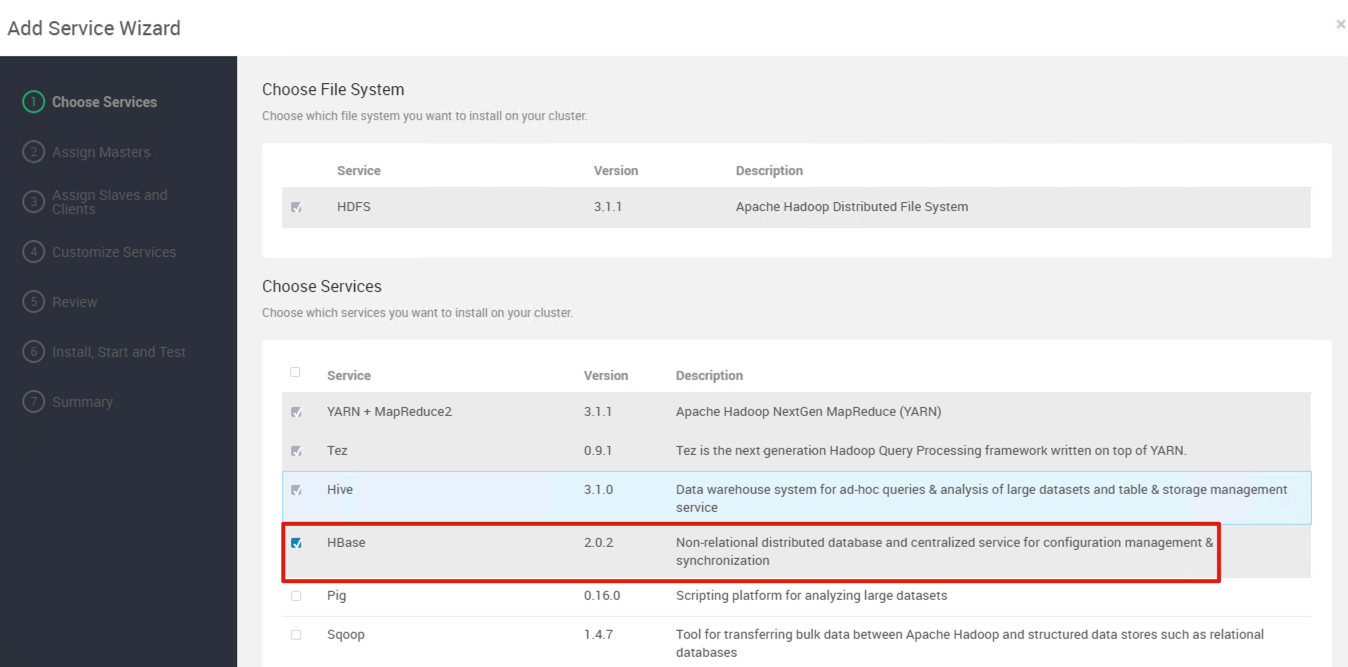 Add Service Wizard
×
1 Choose Services
2 Assign Masters
3 Assign Slaves and
Clients
4 Customize Services
5 Review
6 Install, Start and Test
7 Summary
Choose File System
Choose which file system you want to install on your cluster.
Service Version Description
HDFS 3.1.1 Apache Hadoop Distributed File System
Choose Services
Choose which services you want to install on your cluster.
Service Version Description
YARN + MapReduce2 3.1.1 Apache Hadoop NextGen MapReduce (YARN)
Tez 0.9.1 Tez is the next generation Hadoop Query Processing framework written on top of YARN.
Hive 3.1.0 Data warehouse system for ad-hoc queries & analysis of large datasets and table & storage management
service
HBase 2.0.2 Non-relational distributed database and centralized service for configuration management &
synchronization
Pig 0.16.0 Scripting platform for analyzing large datasets
Sqoop 1.4.7 Tool for transferring bulk data between Apache Hadoop and structured data stores such as relational
databases